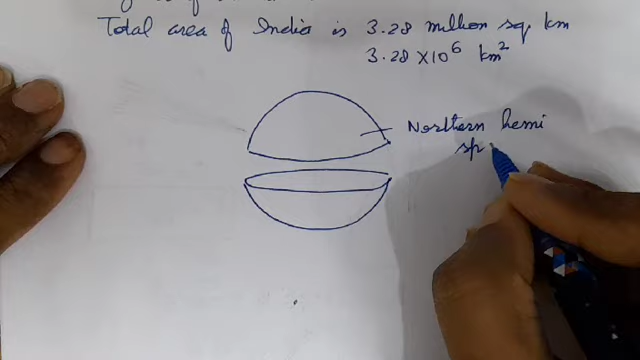 Total area of India is 3.28 million sq km
3.28 × 10⁶ km²
Northern hemi
sp